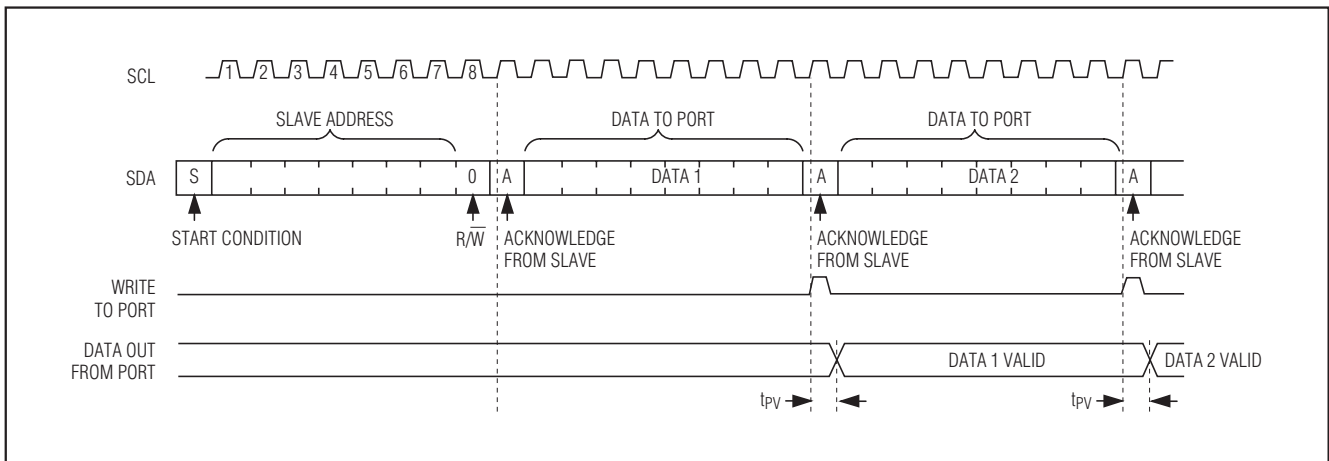 SCL 1 2 3 4 5 6 7 8
SLAVE ADDRESS DATA TO PORT DATA TO PORT
SDA S 0 A DATA 1 A DATA 2 A
START CONDITION R/W̅ ACKNOWLEDGE FROM SLAVE ACKNOWLEDGE FROM SLAVE ACKNOWLEDGE FROM SLAVE
WRITE
TO PORT
DATA OUT
FROM PORT
DATA 1 VALID DATA 2 VALID
tPV tPV